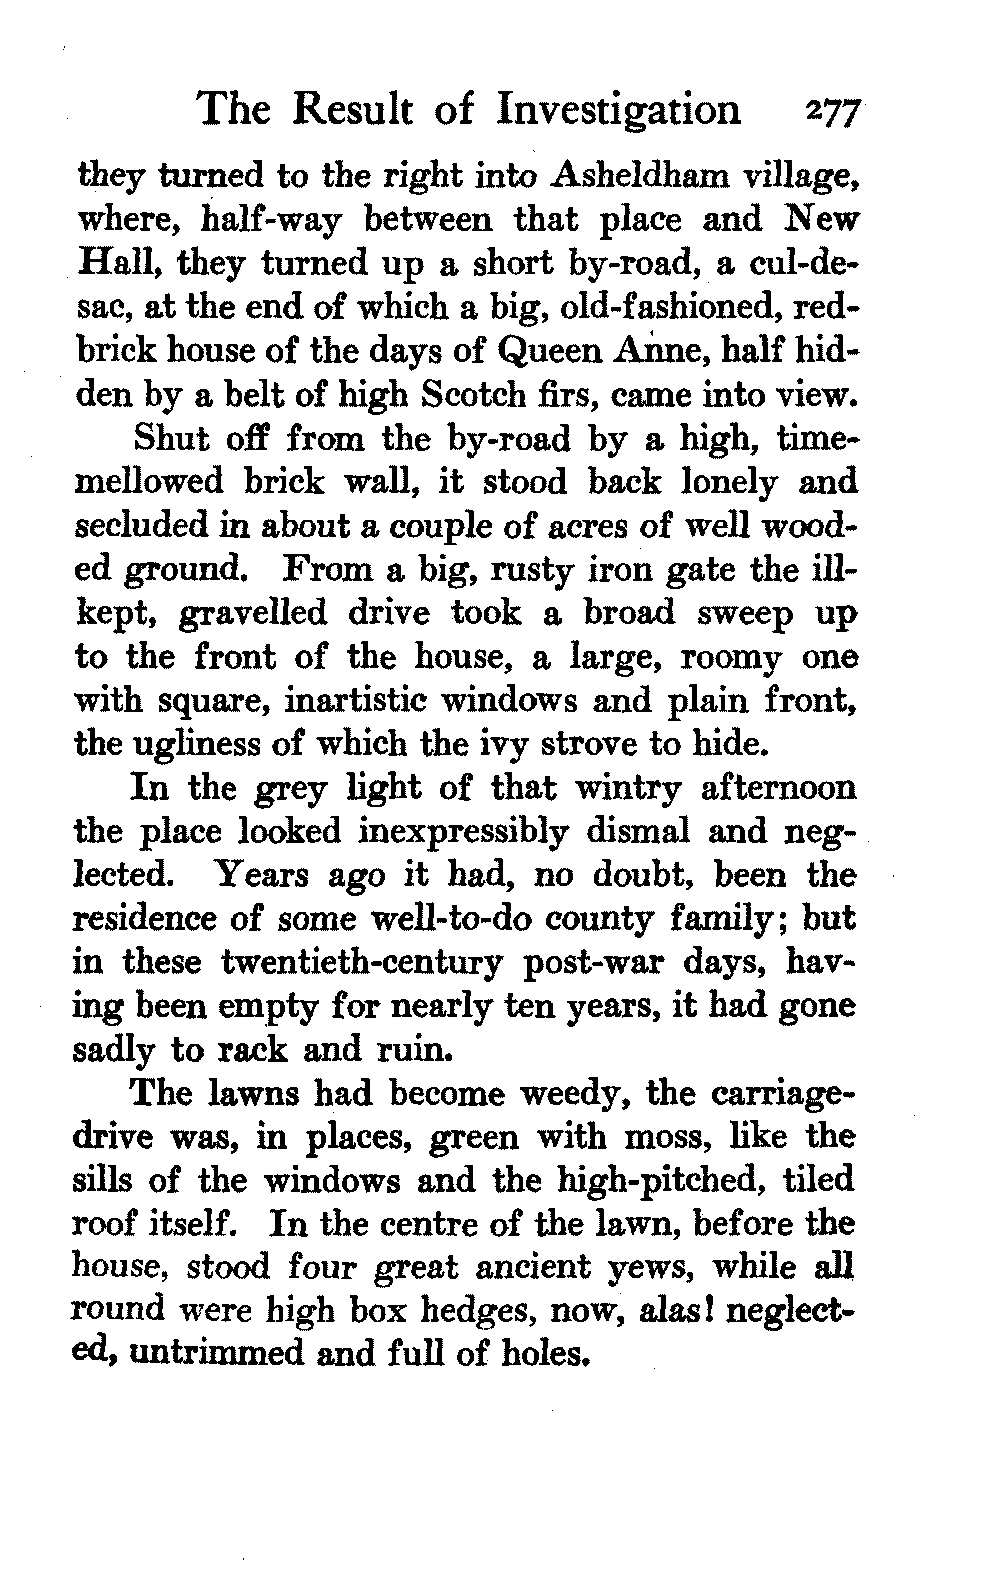 The Result of Investigation 277
they turned to the right into Asheldham village,
where, half-way between that place and New
Hall, they turned up a short by-road, a cul-de-
sac, at the end of which a big, old-fashioned, red-
brick house of the days of Queen Anne, half hid-
den by a belt of high Scotch firs, came into view.
Shut off from the by-road by a high, time-
mellowed brick wall, it stood back lonely and
secluded in about a couple of acres of well wood-
ed ground. From a big, rusty iron gate the ill-
kept, gravelled drive took a broad sweep up
to the front of the house, a large, roomy one
with square, inartistic windows and plain front,
the ugliness of which the ivy strove to hide.
In the grey light of that wintry afternoon
the place looked inexpressibly dismal and neg-
lected. Years ago it had, no doubt, been the
residence of some well-to-do county family; but
in these twentieth-century post-war days, hav-
ing been empty for nearly ten years, it had gone
sadly to rack and ruin.
The lawns had become weedy, the carriage-
drive was, in places, green with moss, like the
sills of the windows and the high-pitched, tiled
roof itself. In the centre of the lawn, before the
house, stood four great ancient yews, while all
round were high box hedges, now, alas! neglect-
ed, untrimmed and full of holes.